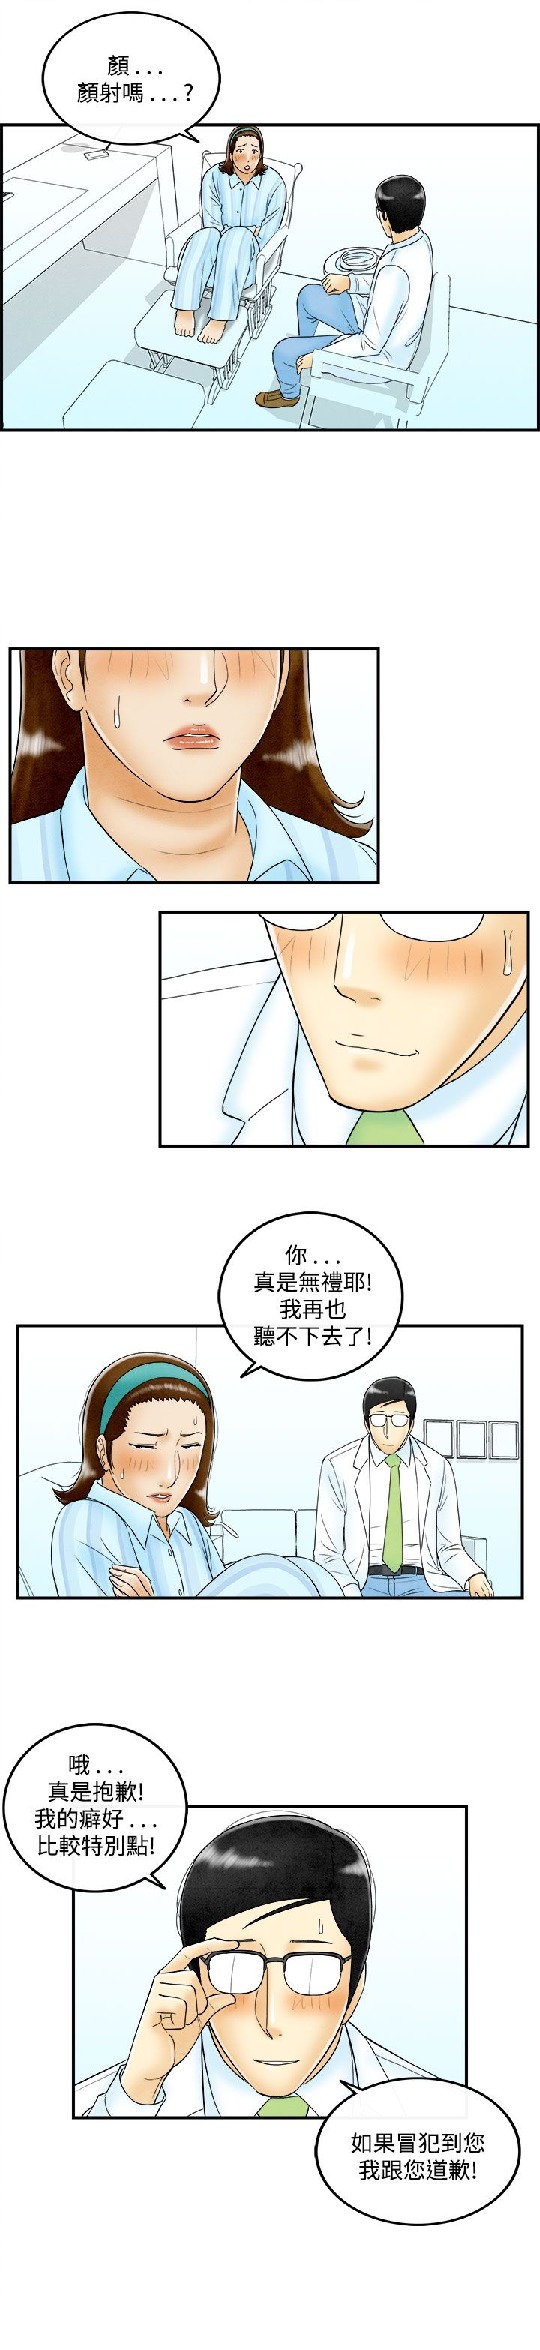 顏...
顏射嗎...?
你...
真是無禮耶!
我再也
聽不下去了!
哦...
真是抱歉!
我的癖好...
比較特別點!
如果冒犯到您
我跟您道歉!